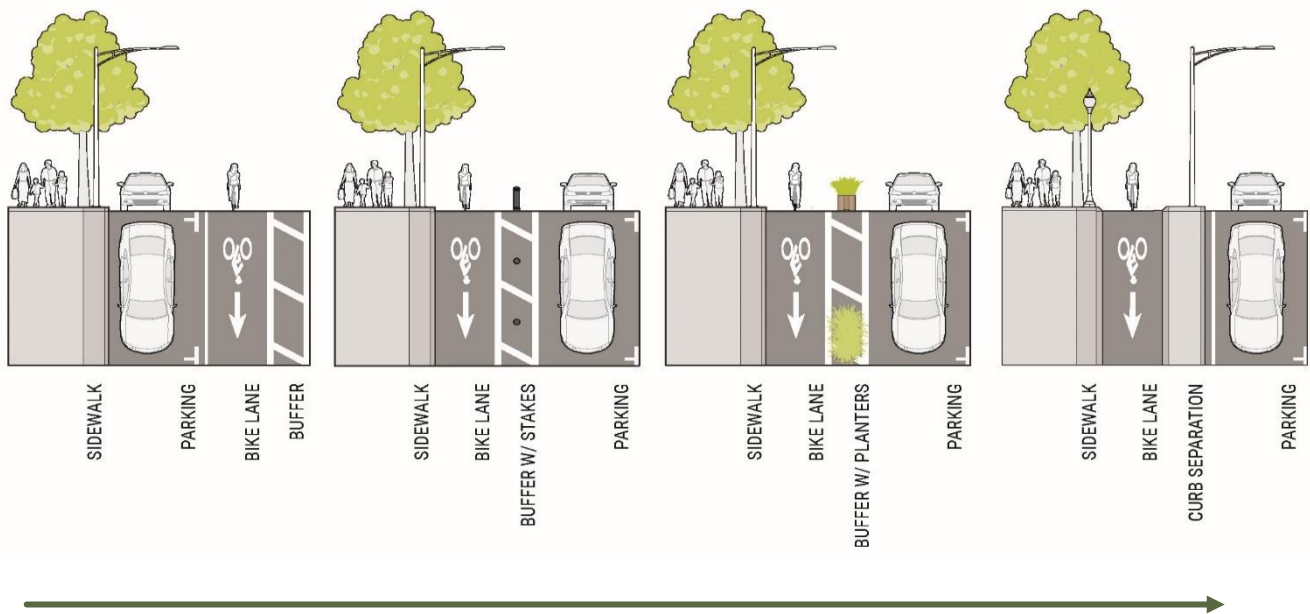 SIDEWALK
PARKING
BIKE LANE
BUFFER
SIDEWALK
BIKE LANE
BUFFER W/ STAKES
PARKING
SIDEWALK
BIKE LANE
BUFFER W/ PLANTERS
PARKING
SIDEWALK
BIKE LANE
CURB SEPARATION
PARKING